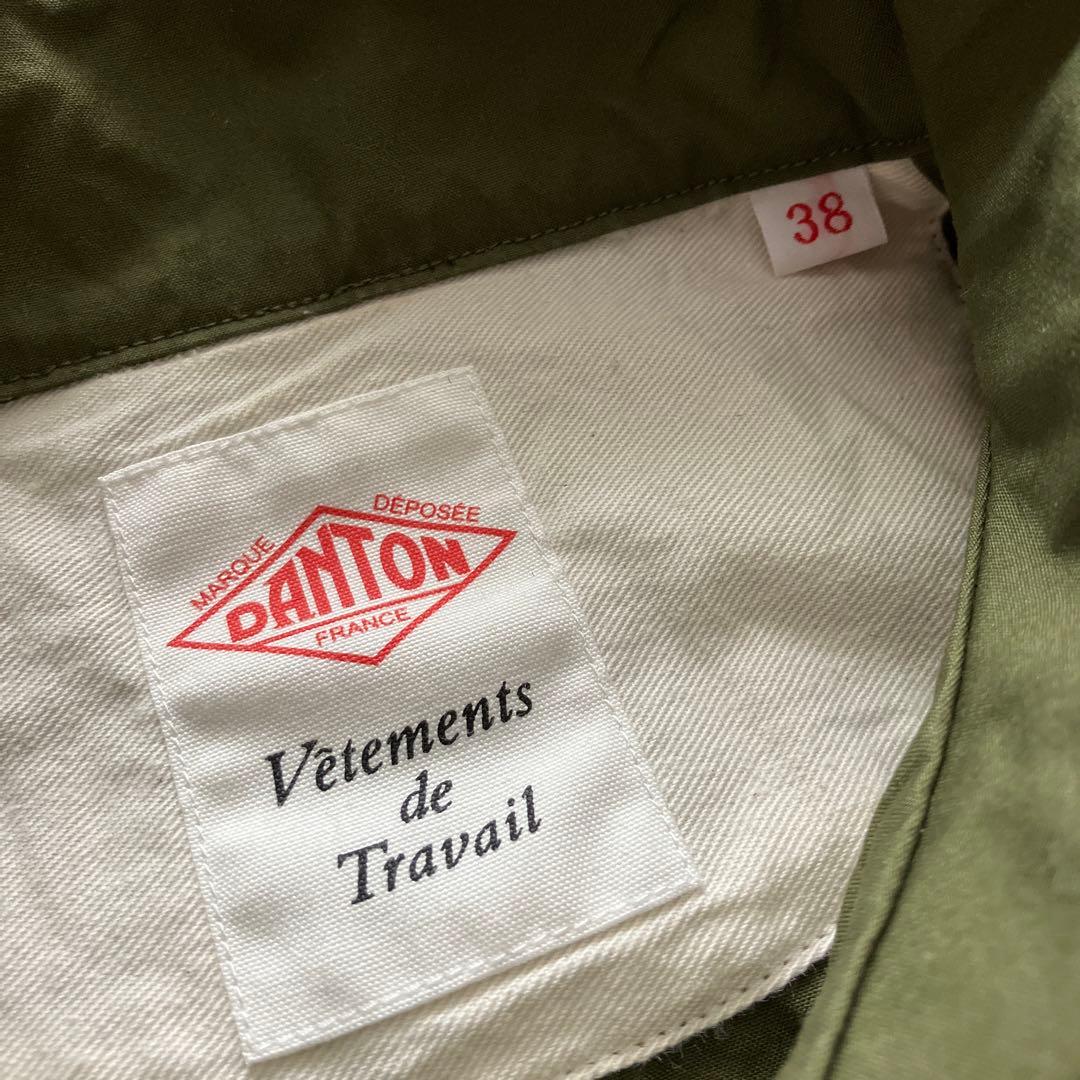 38
MARQUE DÉPOSÉE
DANTON
FRANCE
Vêtements
de
Travail